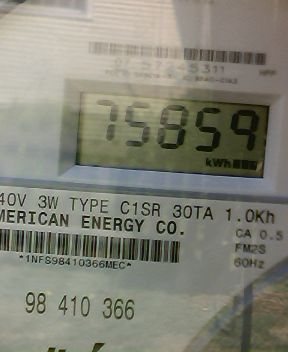 75859
kWh
40V 3W TYPE C1SR 30TA 1.0Kh
MERICAN ENERGY CO.
CA 0.5
*1NFS98410366MEC*
FM2S
60Hz
98 410 366